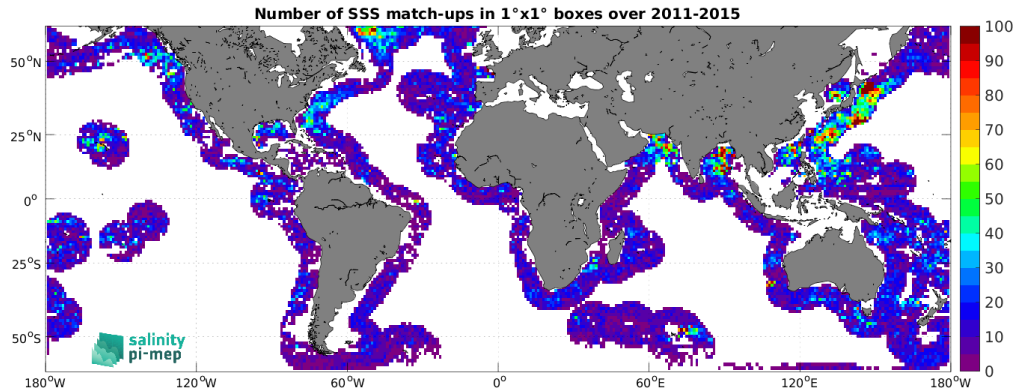 Number of SSS match-ups in 1°x1° boxes over 2011-2015
50°N
25°N
0°
25°S
50°S
180°W
120°W
60°W
0°
60°E
120°E
180°W
100
90
80
70
60
50
40
30
20
10
0
salinity
pi-mep